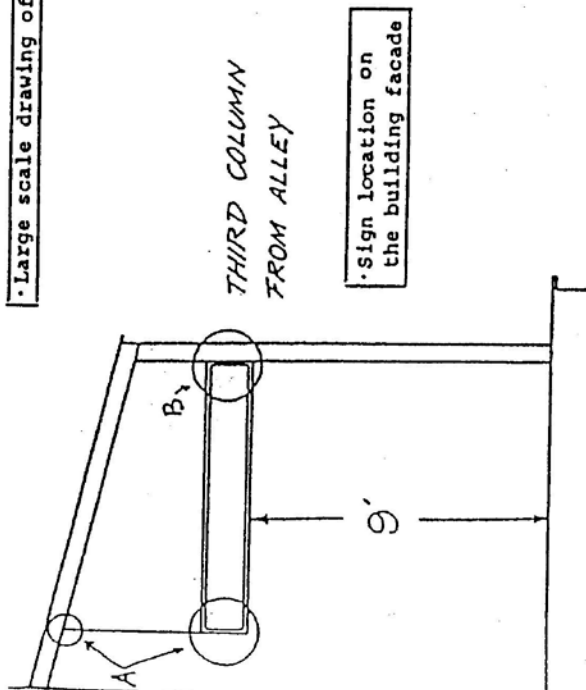 ·Large scale drawing of
THIRD COLUMN
FROM ALLEY
·Sign location on
the building facade
B
A
9'